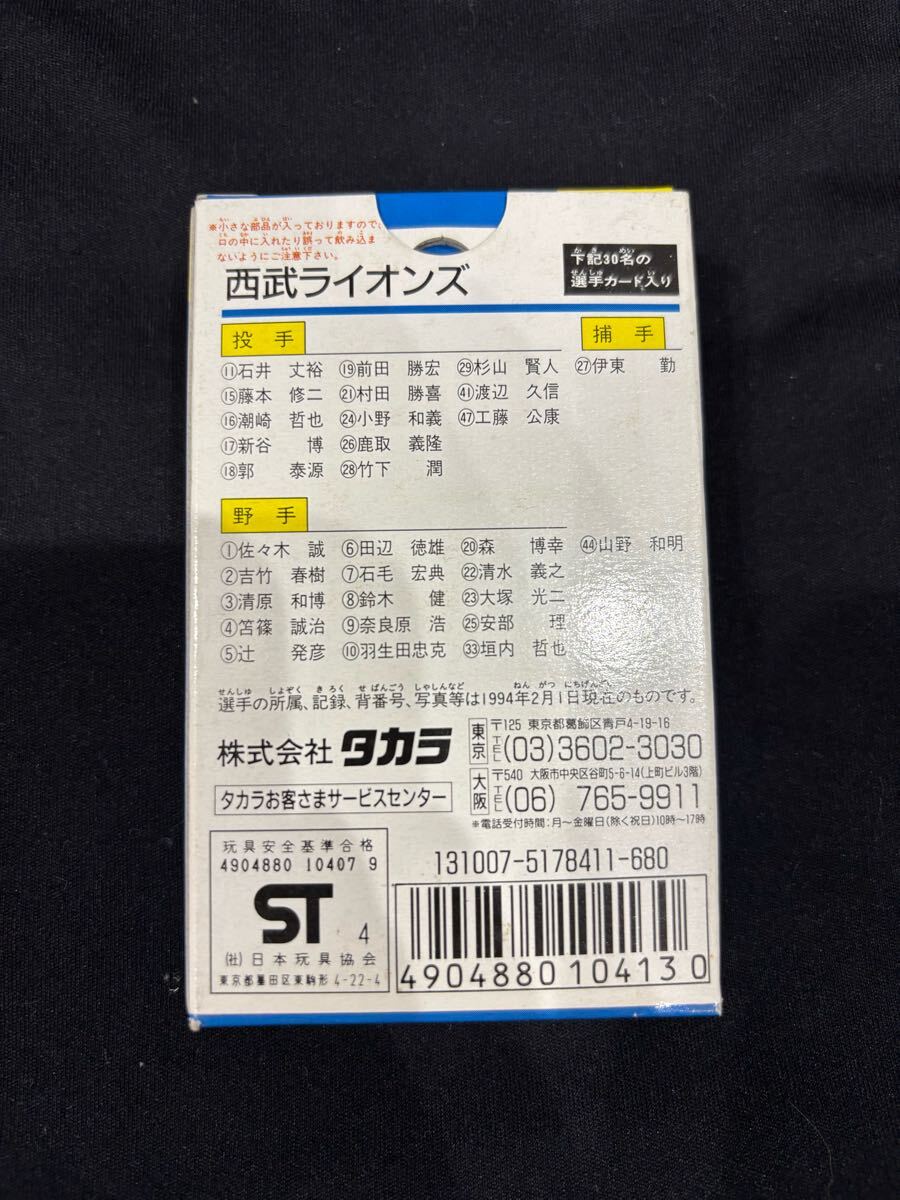 ※小さな部品が入っておりますので、
口の中に入れたり誤って飲み込ま
ないようにご注意下さい。
西武ライオンズ
下記30名の
選手カード入り
投手
捕手
⑪石井 丈裕 ⑲前田 勝宏 ㉙杉山 賢人 ㉗伊東 勤
⑮藤本 修二 ㉑村田 勝喜 ㊶渡辺 久信
⑯潮崎 哲也 ㉔小野 和義 ㊼工藤 公康
⑰新谷 博 ㉖鹿取 義隆
⑱郭 泰源 ㉘竹下 潤
野手
①佐々木 誠 ⑥田辺 徳雄 ⑳森 博幸 ㊹山野 和明
②吉竹 春樹 ⑦石毛 宏典 ㉒清水 義之
③清原 和博 ⑧鈴木 健 ㉓大塚 光二
④笘篠 誠治 ⑨奈良原 浩 ㉕安部 理
⑤辻 発彦 ⑩羽生田忠克 ㉝垣内 哲也
選手の所属、記録、背番号、写真等は1994年2月1日現在のものです。
株式会社 タカラ
タカラお客さまサービスセンター
東京 〒125 東京都葛飾区青戸4-19-16
TEL (03)3602-3030
大阪 〒540 大阪市中央区谷町5-6-14(上町ビル3階)
TEL (06) 765-9911
※電話受付時間:月〜金曜日(除く祝日)10時〜17時
玩具安全基準合格
4904880 10407 9
ST 4
(社)日本玩具協会
東京都墨田区東駒形 4-22-4
131007-5178411-680
4904880104130